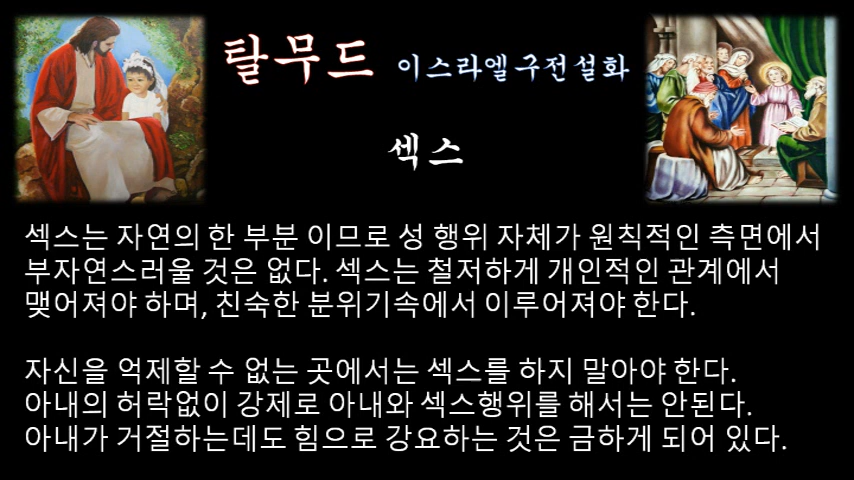 탈무드 이스라엘 구전 설화
섹스
섹스는 자연의 한 부분 이므로 성 행위 자체가 원칙적인 측면에서
부자연스러울 것은 없다. 섹스는 철저하게 개인적인 관계에서
맺어져야 하며, 친숙한 분위기속에서 이루어져야 한다.
자신을 억제할 수 없는 곳에서는 섹스를 하지 말아야 한다.
아내의 허락없이 강제로 아내와 섹스행위를 해서는 안된다.
아내가 거절하는데도 힘으로 강요하는 것은 금하게 되어 있다.